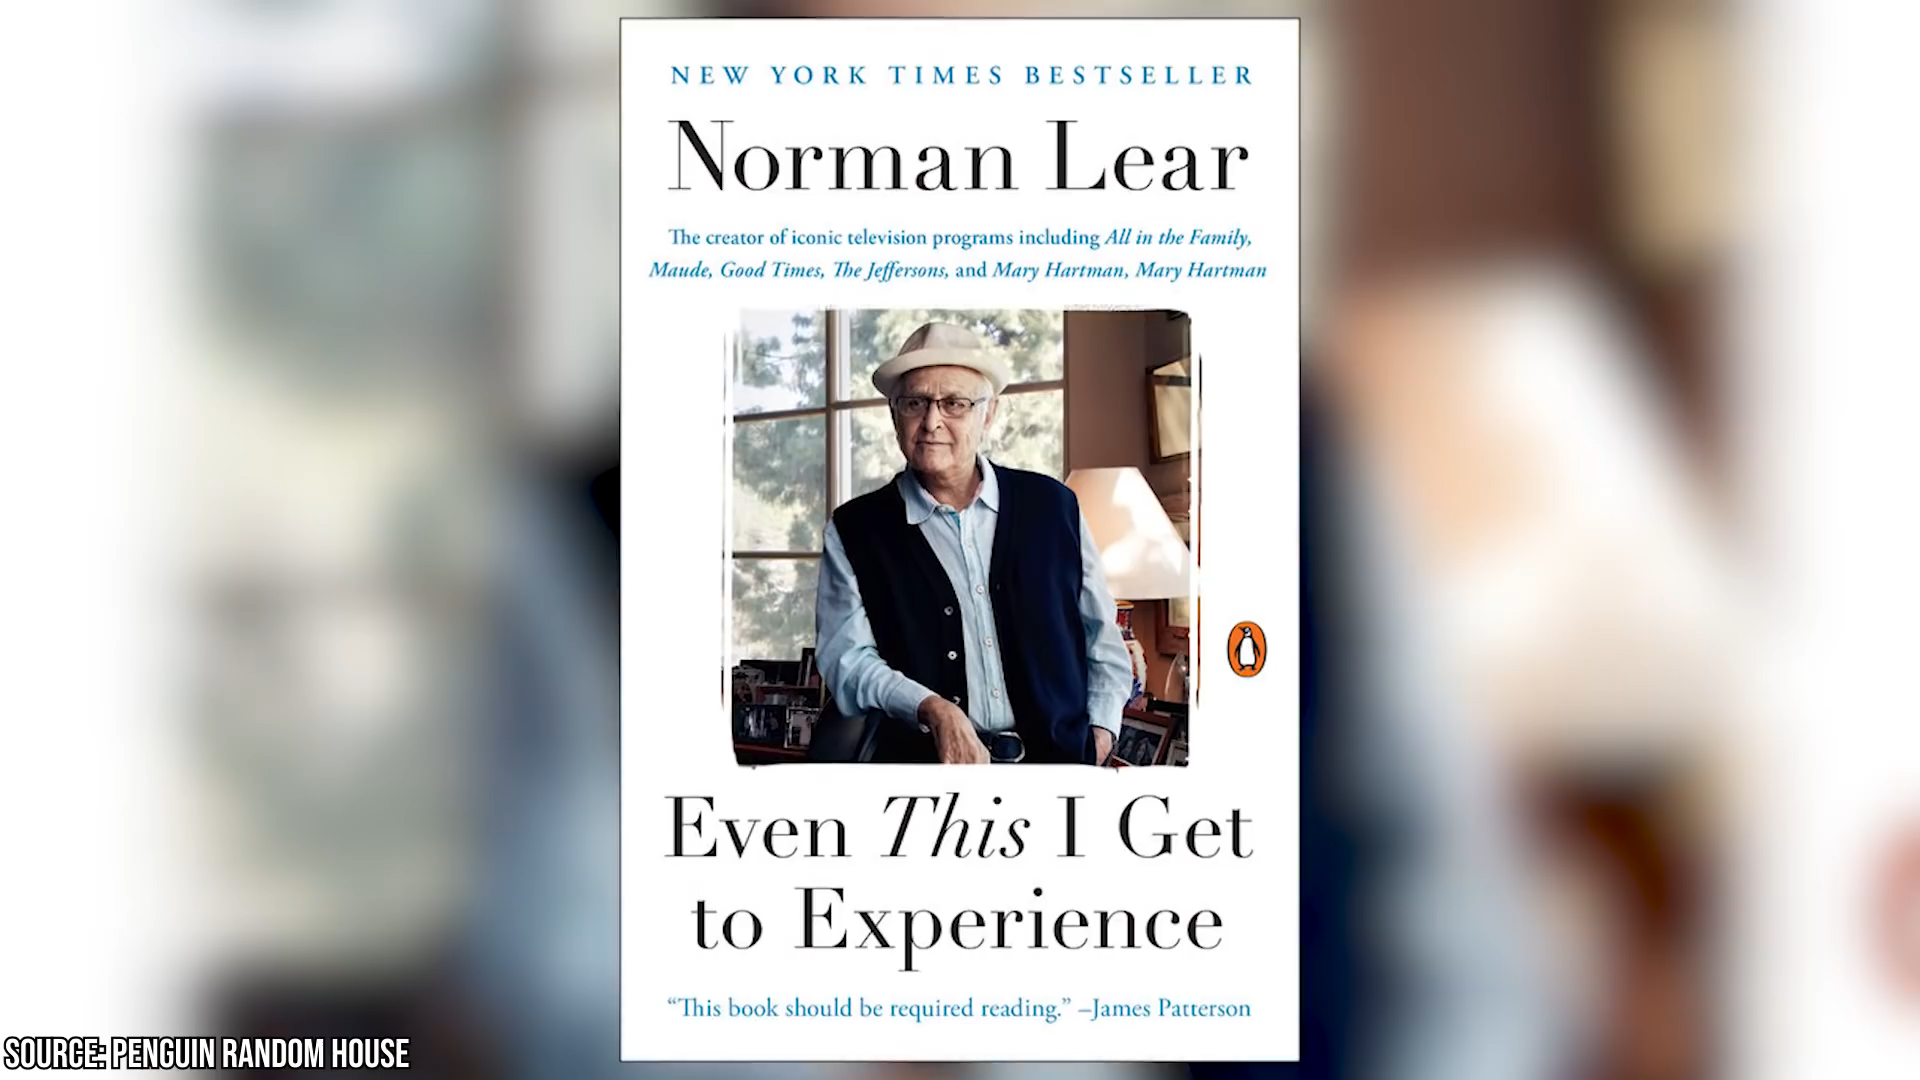 NEW YORK TIMES BESTSELLER
Norman Lear
The creator of iconic television programs including All in the Family,
Maude, Good Times, The Jeffersons, and Mary Hartman, Mary Hartman
Even This I Get
to Experience
“This book should be required reading.” –James Patterson
SOURCE: PENGUIN RANDOM HOUSE